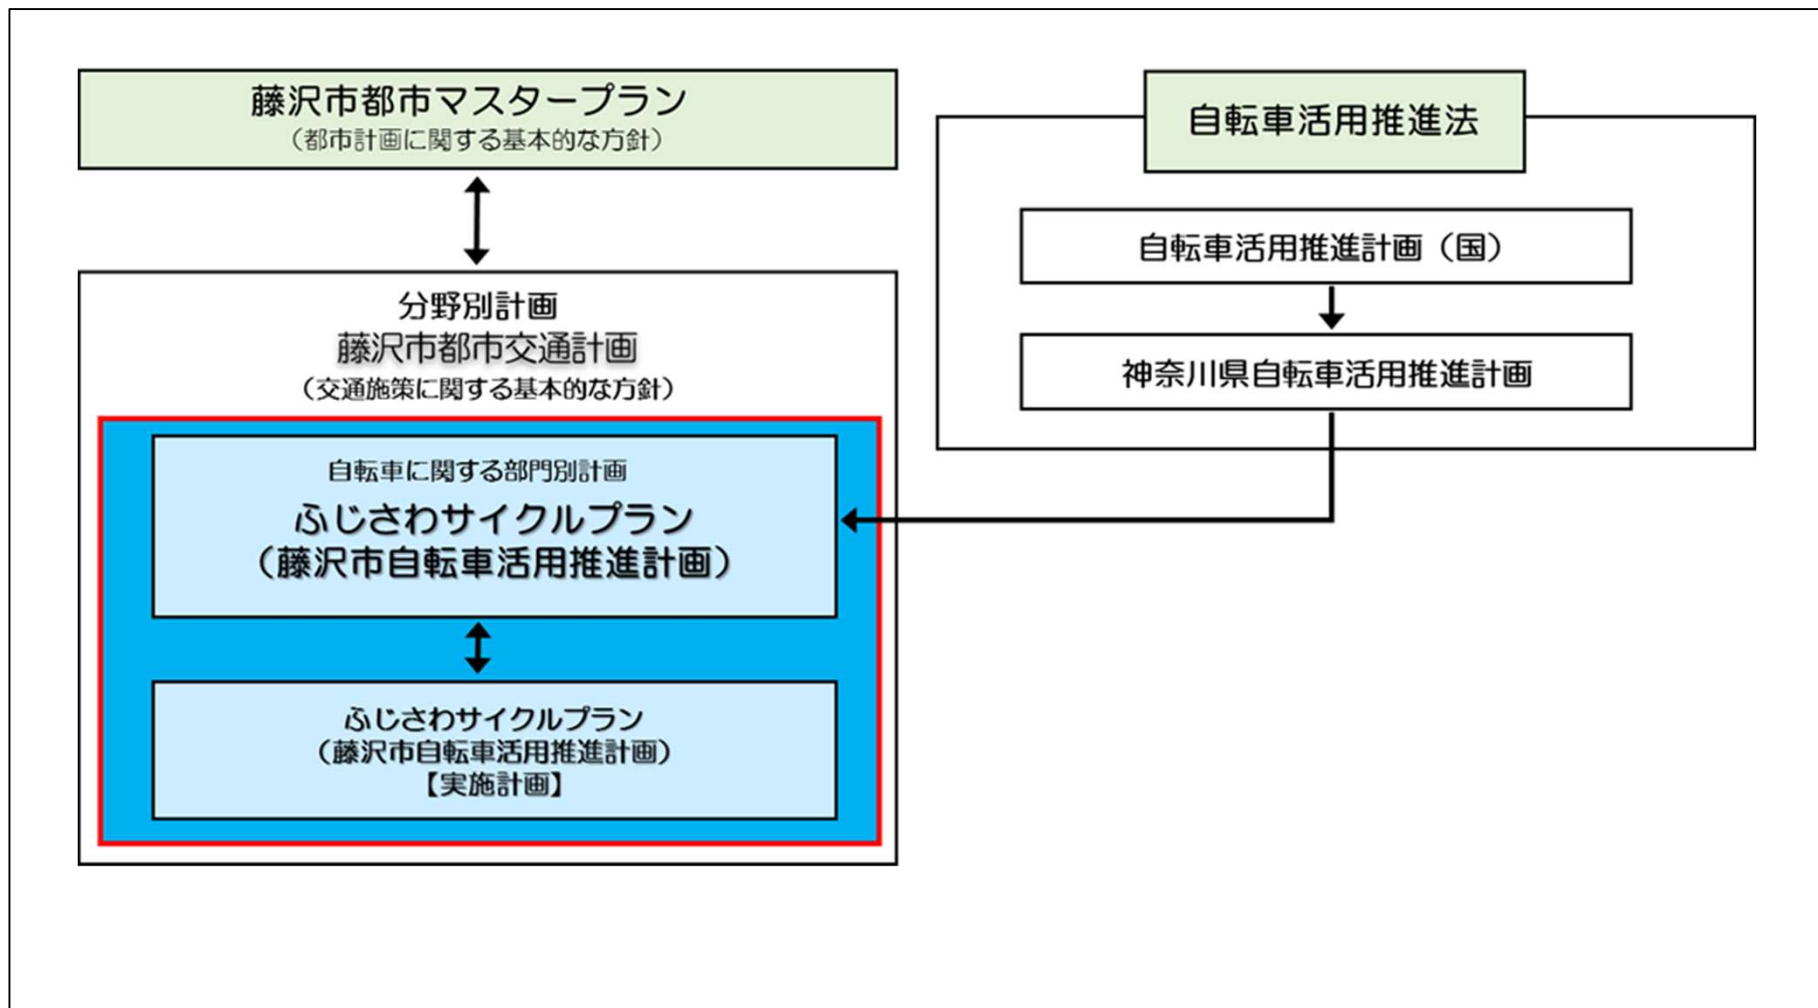 藤沢市都市マスタープラン
（都市計画に関する基本的な方針）
分野別計画
藤沢市都市交通計画
（交通施策に関する基本的な方針）
自転車に関する部門別計画
ふじさわサイクルプラン
（藤沢市自転車活用推進計画）
ふじさわサイクルプラン
（藤沢市自転車活用推進計画）
【実施計画】
自転車活用推進法
自転車活用推進計画（国）
神奈川県自転車活用推進計画